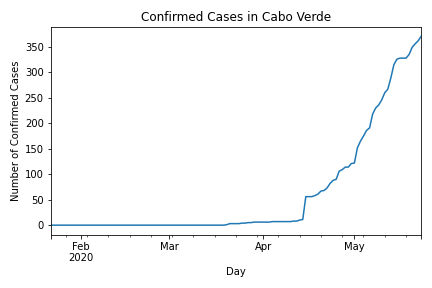 Confirmed Cases in Cabo Verde
350
300
250
200
150
100
50
0
Number of Confirmed Cases
Feb
2020
Mar
Apr
May
Day